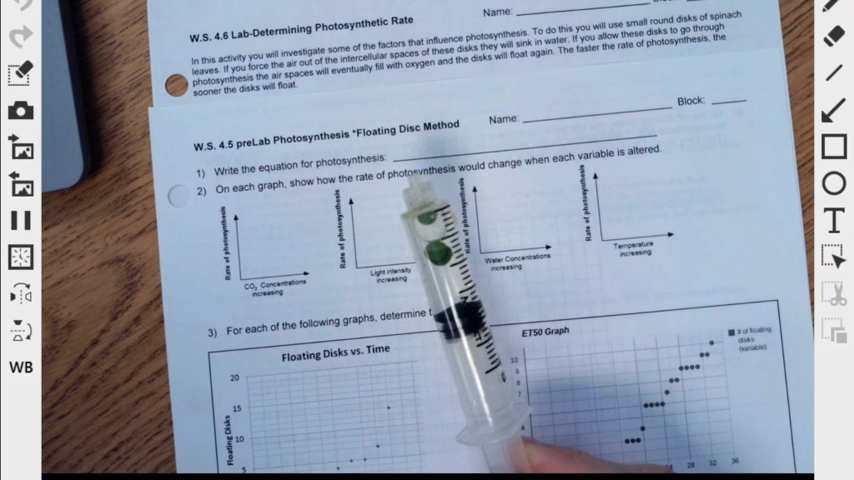 W.S. 4.6 Lab-Determining Photosynthetic Rate
Name:
In this activity you will investigate some of the factors that influence photosynthesis. To do this you will use small round disks of spinach
leaves. If you force the air out of the intercellular spaces of these disks they will sink in water. If you allow these disks to go through
photosynthesis the air spaces will eventually fill with oxygen and the disks will float again. The faster the rate of photosynthesis, the
sooner the disks will float.
W.S. 4.5 preLab Photosynthesis *Floating Disc Method
Name:
Block:
1) Write the equation for photosynthesis:
2) On each graph, show how the rate of photosynthesis would change when each variable is altered.
Rate of photosynthesis
CO₂ Concentrations
increasing
Rate of photosynthesis
Light intensity
increasing
Rate of photosynthesis
Water Concentrations
increasing
Rate of photosynthesis
Temperature
increasing
3) For each of the following graphs, determine
Floating Disks vs. Time
Floating Disks
20
15
10
5
ET50 Graph
# of floating
disks
(variable)
10
9
8
7
4
28
32
36
T
WB